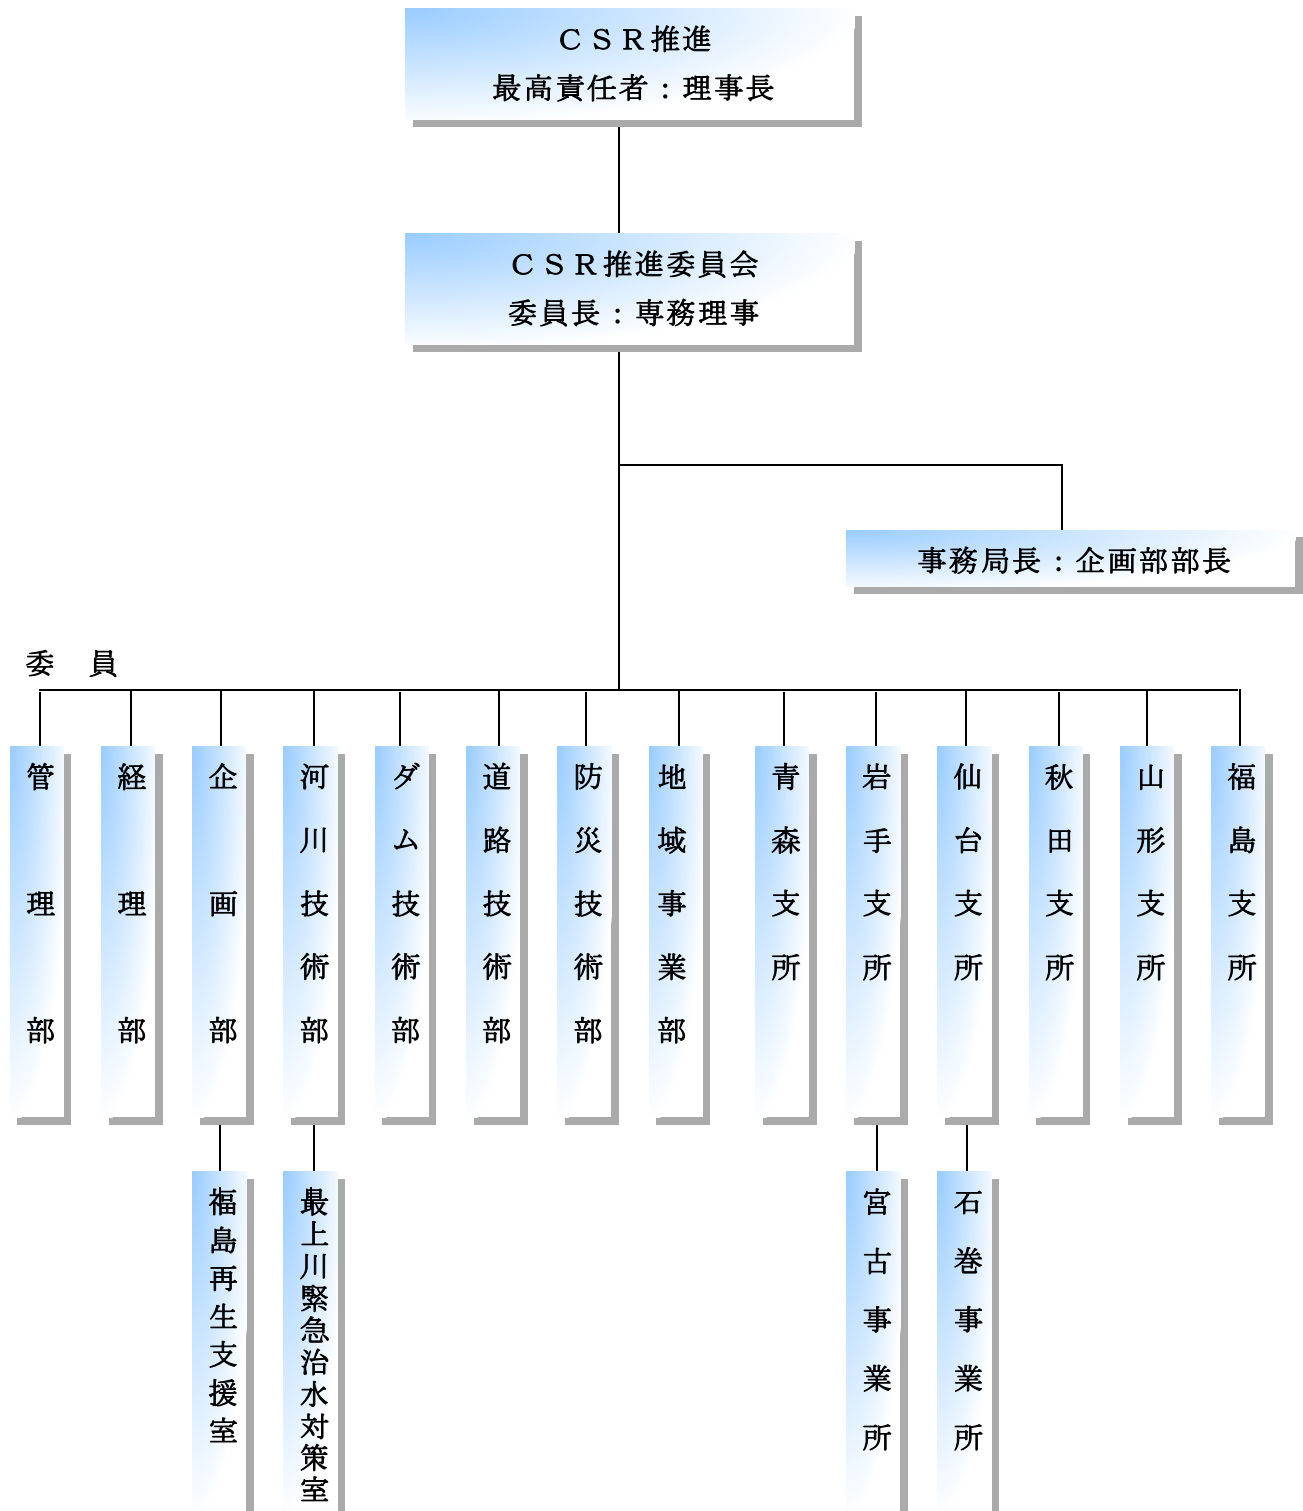 ＣＳＲ推進
最高責任者：理事長
ＣＳＲ推進委員会
委員長：専務理事
事務局長：企画部部長
委　員
管理部
経理部
企画部
河川技術部
ダム技術部
道路技術部
防災技術部
地域事業部
青森支所
岩手支所
仙台支所
秋田支所
山形支所
福島支所
福島再生支援室
最上川緊急治水対策室
宮古事業所
石巻事業所